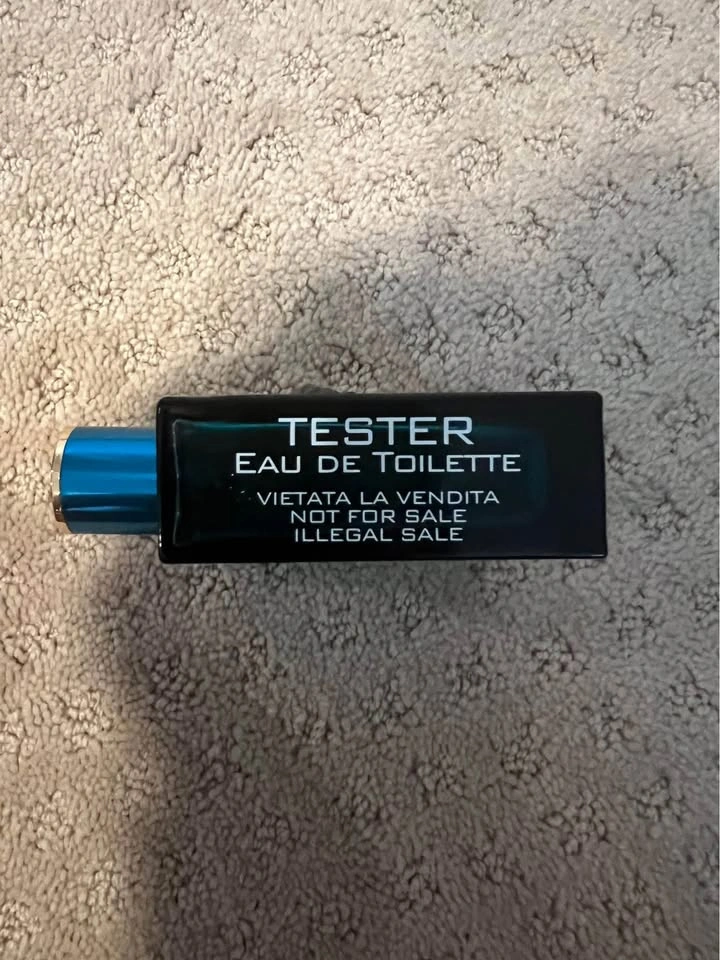 TESTER
EAU DE TOILETTE
VIETATA LA VENDITA
NOT FOR SALE
ILLEGAL SALE